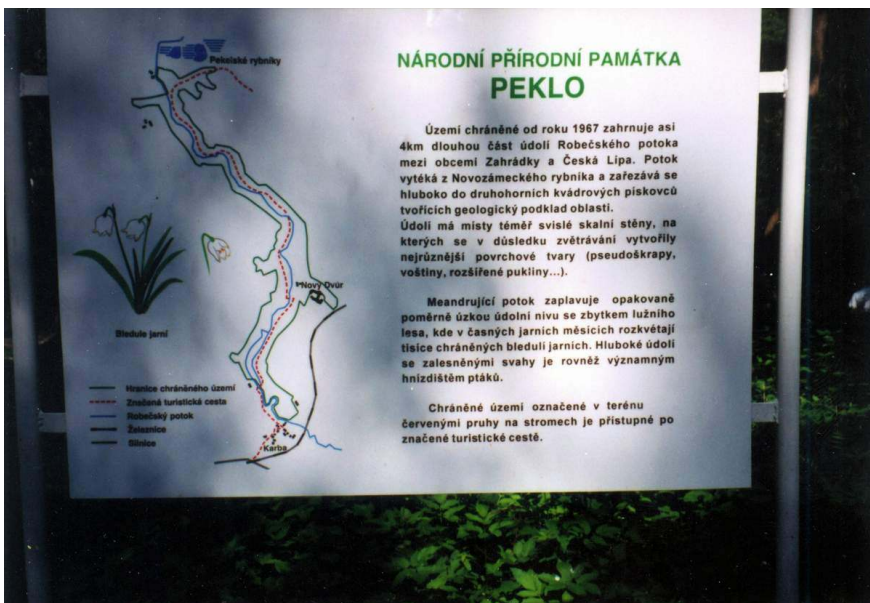 Pekelské rybníky
Nový Dvůr
Bledule jarní
Hranice chráněného území
Značená turistická cesta
Robečský potok
Železnice
Silnice
Karba
NÁRODNÍ PŘÍRODNÍ PAMÁTKA
PEKLO
Území chráněné od roku 1967 zahrnuje asi
4km dlouhou část údolí Robečského potoka
mezi obcemi Zahrádky a Česká Lípa. Potok
vytéká z Novozámeckého rybníka a zařezává se
hluboko do druhohorních kvádrových pískovců
tvořících geologický podklad oblasti.
Údolí má místy téměř svislé skalní stěny, na
kterých se v důsledku zvětrávání vytvořily
nejrůznější povrchové tvary (pseudoškrapy,
voštiny, rozšířené pukliny...).
Meandrující potok zaplavuje opakovaně
poměrně úzkou údolní nivu se zbytkem lužního
lesa, kde v časných jarních měsících rozkvétají
tisíce chráněných bledulí jarních. Hluboké údolí
se zalesněnými svahy je rovněž významným
hnízdištěm ptáků.
Chráněné území označené v terénu
červenými pruhy na stromech je přístupné po
značené turistické cestě.